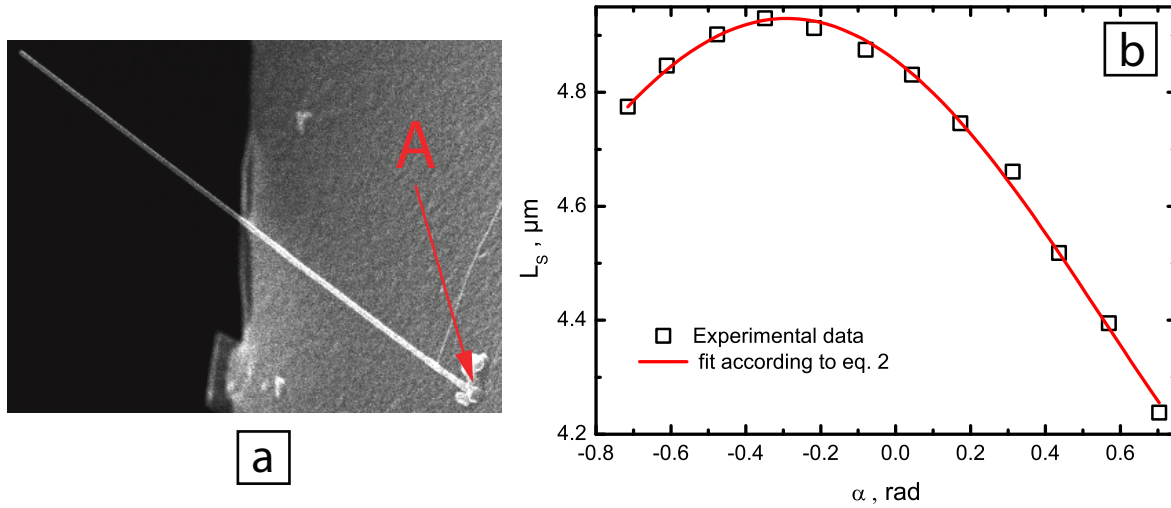 A
a
b
4.8
4.6
4.4
4.2
L_S , μm
Experimental data
fit according to eq. 2
-0.8 -0.6 -0.4 -0.2 0.0 0.2 0.4 0.6
α , rad